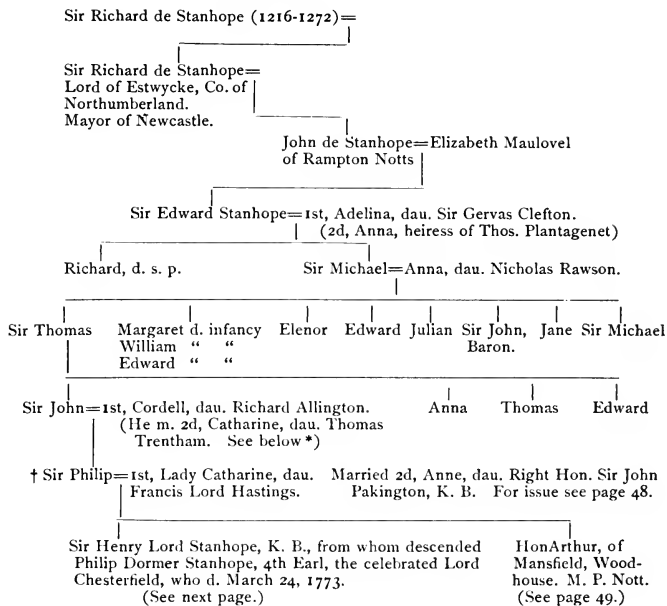 Sir Richard de Stanhope (1216-1272)=
Sir Richard de Stanhope=
Lord of Estwycke, Co. of
Northumberland.
Mayor of Newcastle.
John de Stanhope=Elizabeth Maulovel
of Rampton Notts
Sir Edward Stanhope=1st, Adelina, dau. Sir Gervas Clefton.
(2d, Anna, heiress of Thos. Plantagenet)
Richard, d. s. p. Sir Michael=Anna, dau. Nicholas Rawson.
Sir Thomas Margaret d. infancy Elenor Edward Julian Sir John, Jane Sir Michael
William “ “ Baron.
Edward “ “
Sir John=1st, Cordell, dau. Richard Allington. Anna Thomas Edward
(He m. 2d, Catharine, dau. Thomas
Trentham. See below *)
† Sir Philip=1st, Lady Catharine, dau. Married 2d, Anne, dau. Right Hon. Sir John
Francis Lord Hastings. Pakington, K. B. For issue see page 48.
Sir Henry Lord Stanhope, K. B., from whom descended HonArthur, of
Philip Dormer Stanhope, 4th Earl, the celebrated Lord Mansfield, Wood-
Chesterfield, who d. March 24, 1773. house. M. P. Nott.
(See next page.) (See page 49.)